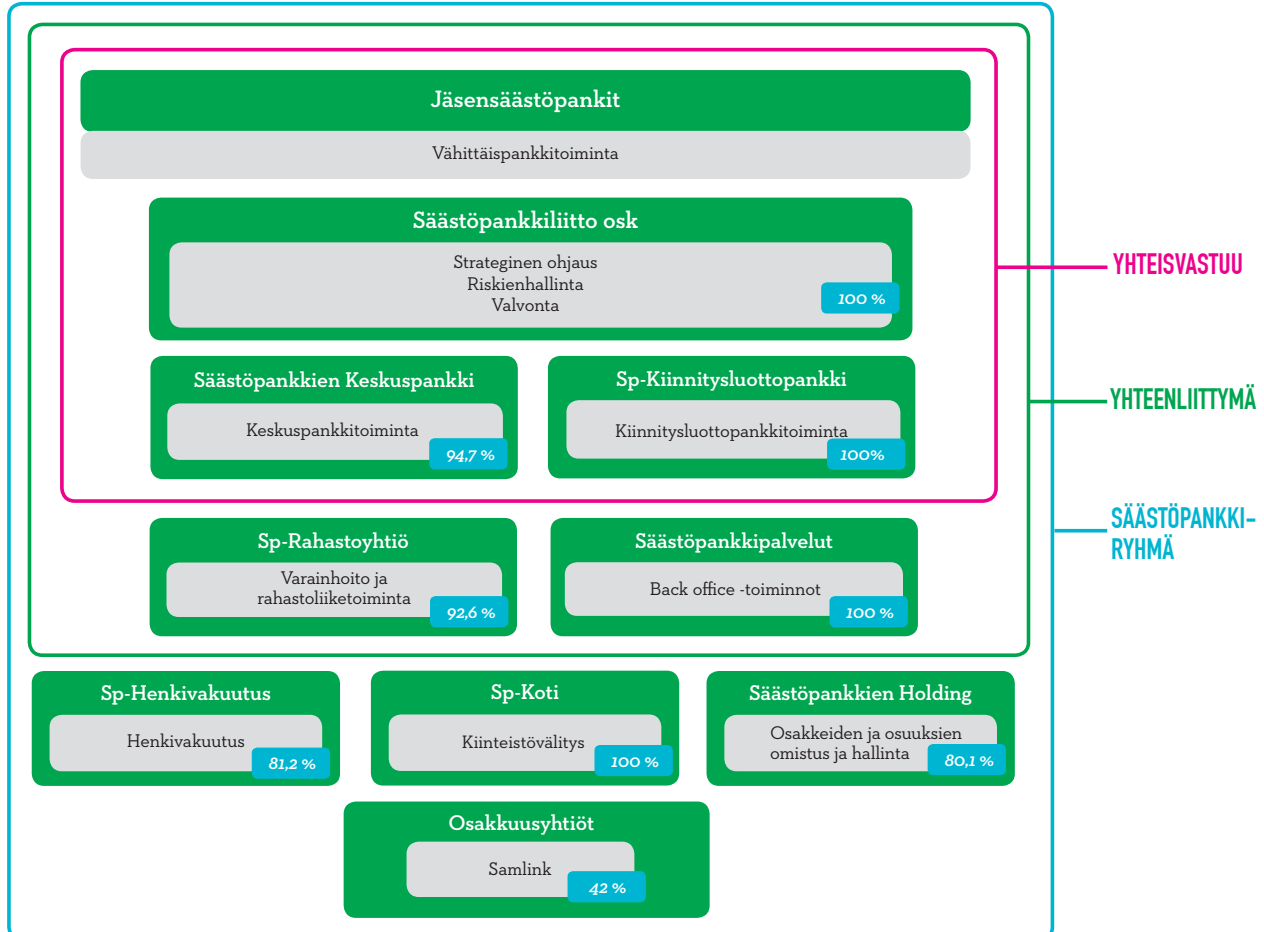 Jäsensäästöpankit
Vähittäispankkitoiminta
Säästöpankkiliitto osk
Strateginen ohjaus
Riskienhallinta
Valvonta
100 %
YHTEISVASTUU
Säästöpankkien Keskuspankki
Keskuspankkitoiminta
94,7 %
Sp-Kiinnitysluottopankki
Kiinnitysluottopankkitoiminta
100%
YHTEENLIITTYMÄ
Sp-Rahastoyhtiö
Varainhoito ja
rahastoliiketoiminta
92,6 %
Säästöpankkipalvelut
Back office -toiminnot
100 %
SÄÄSTÖPANKKI-
RYHMÄ
Sp-Henkivakuutus
Henkivakuutus
81,2 %
Sp-Koti
Kiinteistövälitys
100 %
Säästöpankkien Holding
Osakkeiden ja osuuksien
omistus ja hallinta
80,1 %
Osakkuusyhtiöt
Samlink
42 %